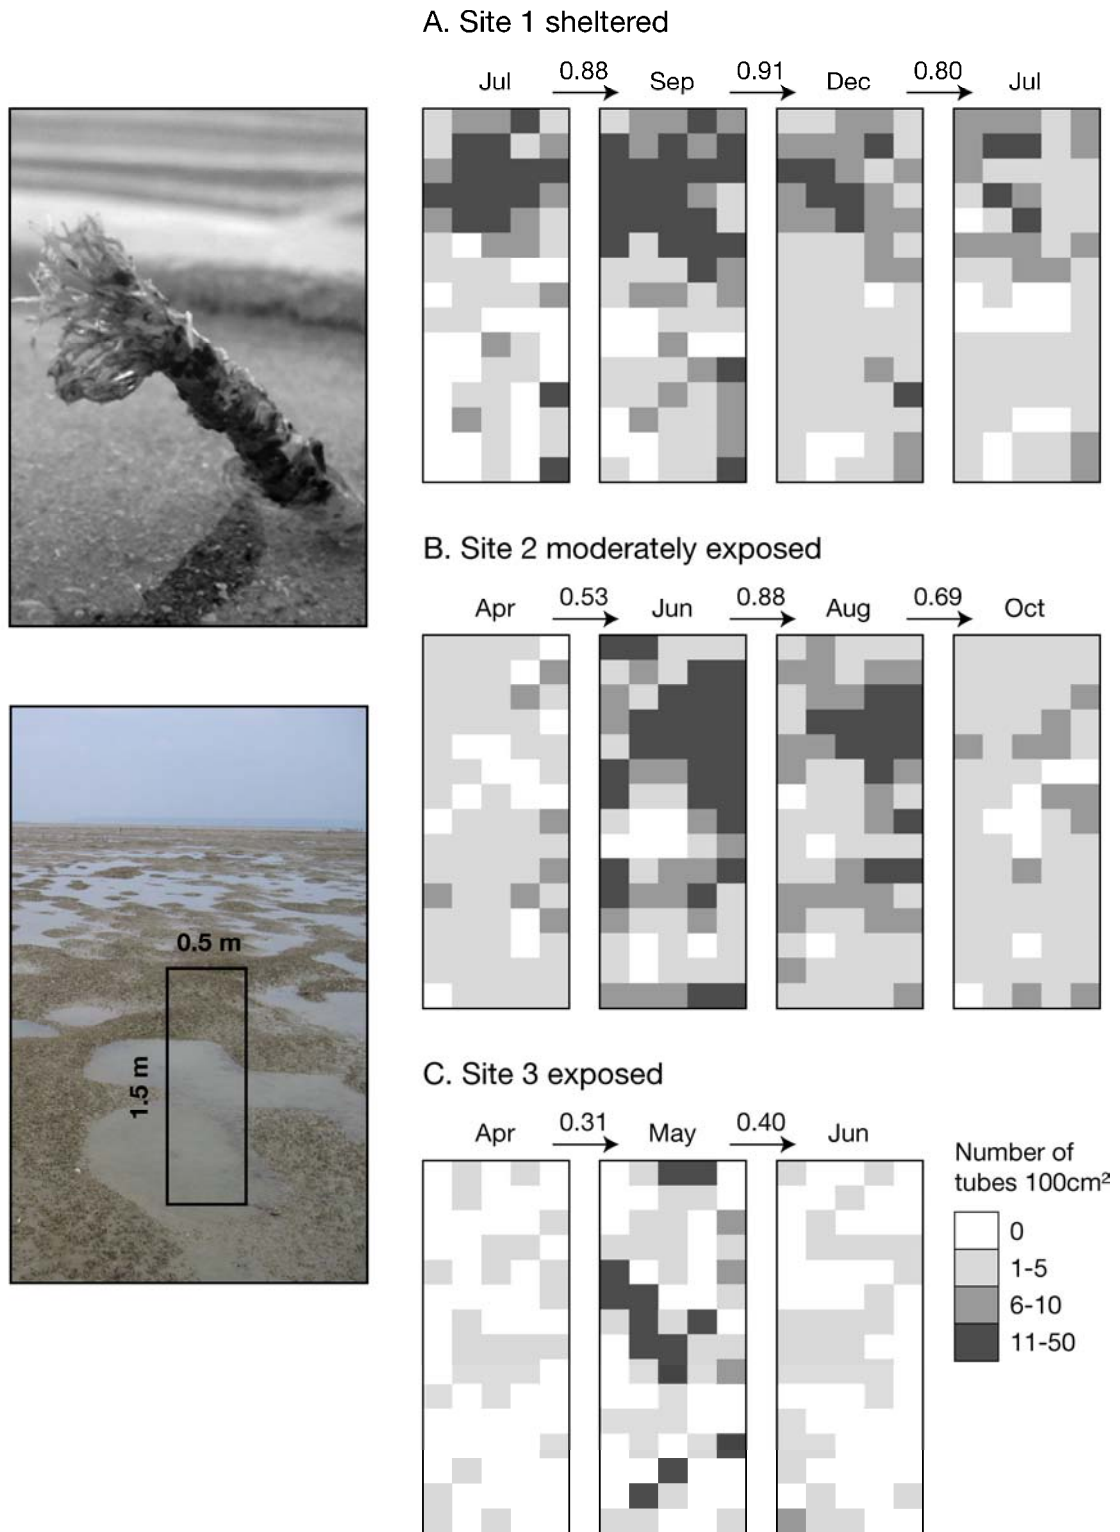 A. Site 1 sheltered
Jul 0.88 Sep 0.91 Dec 0.80 Jul
B. Site 2 moderately exposed
Apr 0.53 Jun 0.88 Aug 0.69 Oct
0.5 m
1.5 m
C. Site 3 exposed
Apr 0.31 May 0.40 Jun
Number of
tubes 100cm²
0
1-5
6-10
11-50